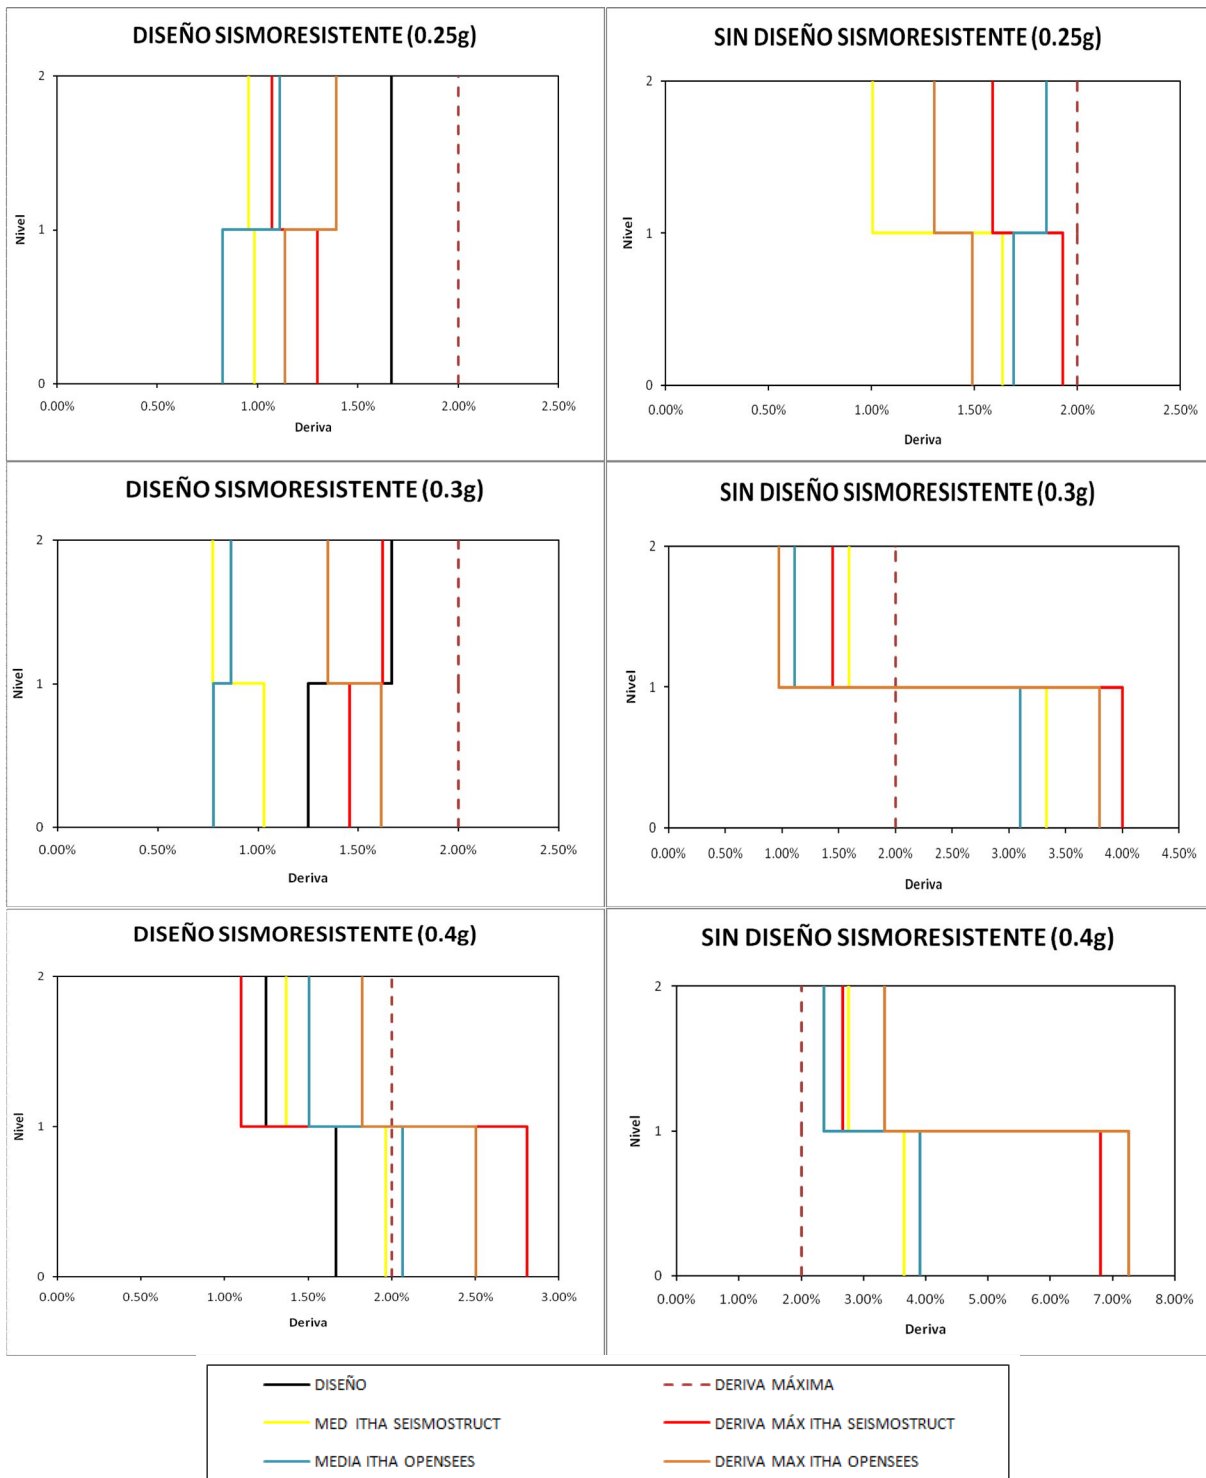 DISEÑO SISMORESISTENTE (0.25g)
2
1
0
Nivel
0.00% 0.50% 1.00% 1.50% 2.00% 2.50%
Deriva
SIN DISEÑO SISMORESISTENTE (0.25g)
2
1
0
Nivel
0.00% 0.50% 1.00% 1.50% 2.00% 2.50%
Deriva
DISEÑO SISMORESISTENTE (0.3g)
2
1
0
Nivel
0.00% 0.50% 1.00% 1.50% 2.00% 2.50%
Deriva
SIN DISEÑO SISMORESISTENTE (0.3g)
2
1
0
Nivel
0.00% 0.50% 1.00% 1.50% 2.00% 2.50% 3.00% 3.50% 4.00% 4.50%
Deriva
DISEÑO SISMORESISTENTE (0.4g)
2
1
0
Nivel
0.00% 0.50% 1.00% 1.50% 2.00% 2.50% 3.00%
Deriva
SIN DISEÑO SISMORESISTENTE (0.4g)
2
1
0
Nivel
0.00% 1.00% 2.00% 3.00% 4.00% 5.00% 6.00% 7.00% 8.00%
Deriva
DISEÑO
DERIVA MÁXIMA
MED ITHA SEISMOSTRUCT
DERIVA MÁX ITHA SEISMOSTRUCT
MEDIA ITHA OPENSEES
DERIVA MAX ITHA OPENSEES